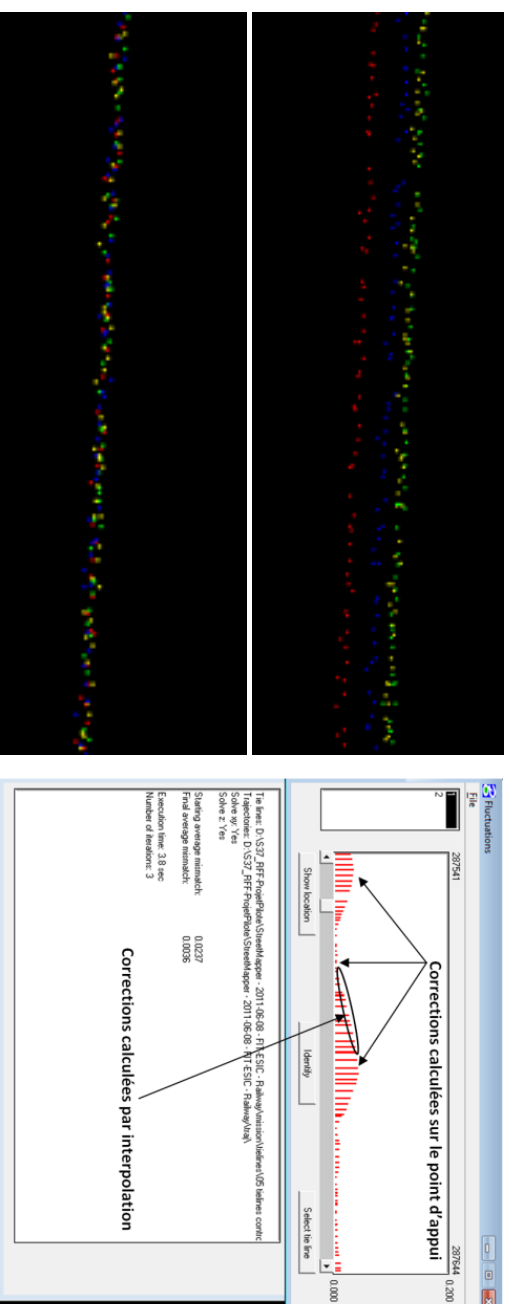 Fluctuations
File
1
2
287541
287644
0.200
Corrections calculées sur le point d'appui
0.000
Show location
Identify
Select tie line
Tie lines: D:\S37_RFF-ProjetPilote\StreetMapper - 2011-06-08 - FIT-ESIC - Railway\mission\tielines\05 tielines contrc
Trajectories: D:\S37_RFF-ProjetPilote\StreetMapper - 2011-06-08 - FIT-ESIC - Railway\traj\
Solve xy: Yes
Solve z: Yes
Starting average mismatch: 0.0237
Final average mismatch: 0.0036
Execution time: 3.8 sec
Number of iterations: 3
Corrections calculées par interpolation